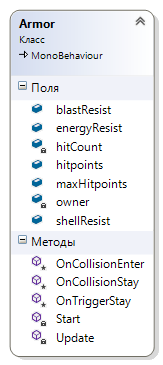 Armor
Класс
MonoBehaviour
Поля
blastResist
energyResist
hitCount
hitpoints
maxHitpoints
owner
shellResist
Методы
OnCollisionEnter
OnCollisionStay
OnTriggerStay
Start
Update